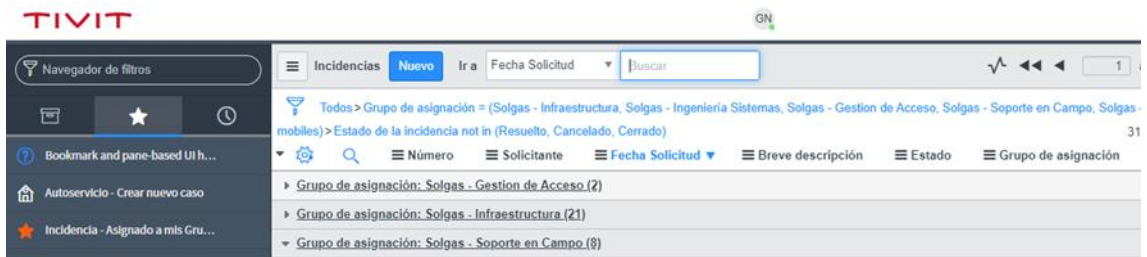 TIVIT
GN
Navegador de filtros
Incidencias Nuevo Ir a Fecha Solicitud Buscar 1
Todos > Grupo de asignación = (Solgas - Infraestructura, Solgas - Ingeniería Sistemas, Solgas - Gestion de Acceso, Solgas - Soporte en Campo, Solgas -
mobiles) > Estado de la incidencia not in (Resuelto, Cancelado, Cerrado)
31
Número Solicitante Fecha Solicitud Breve descripción Estado Grupo de asignación
Bookmark and pane-based UI h...
Autoservicio - Crear nuevo caso
Incidencia - Asignado a mis Gru...
Grupo de asignación: Solgas - Gestion de Acceso (2)
Grupo de asignación: Solgas - Infraestructura (21)
Grupo de asignación: Solgas - Soporte en Campo (8)